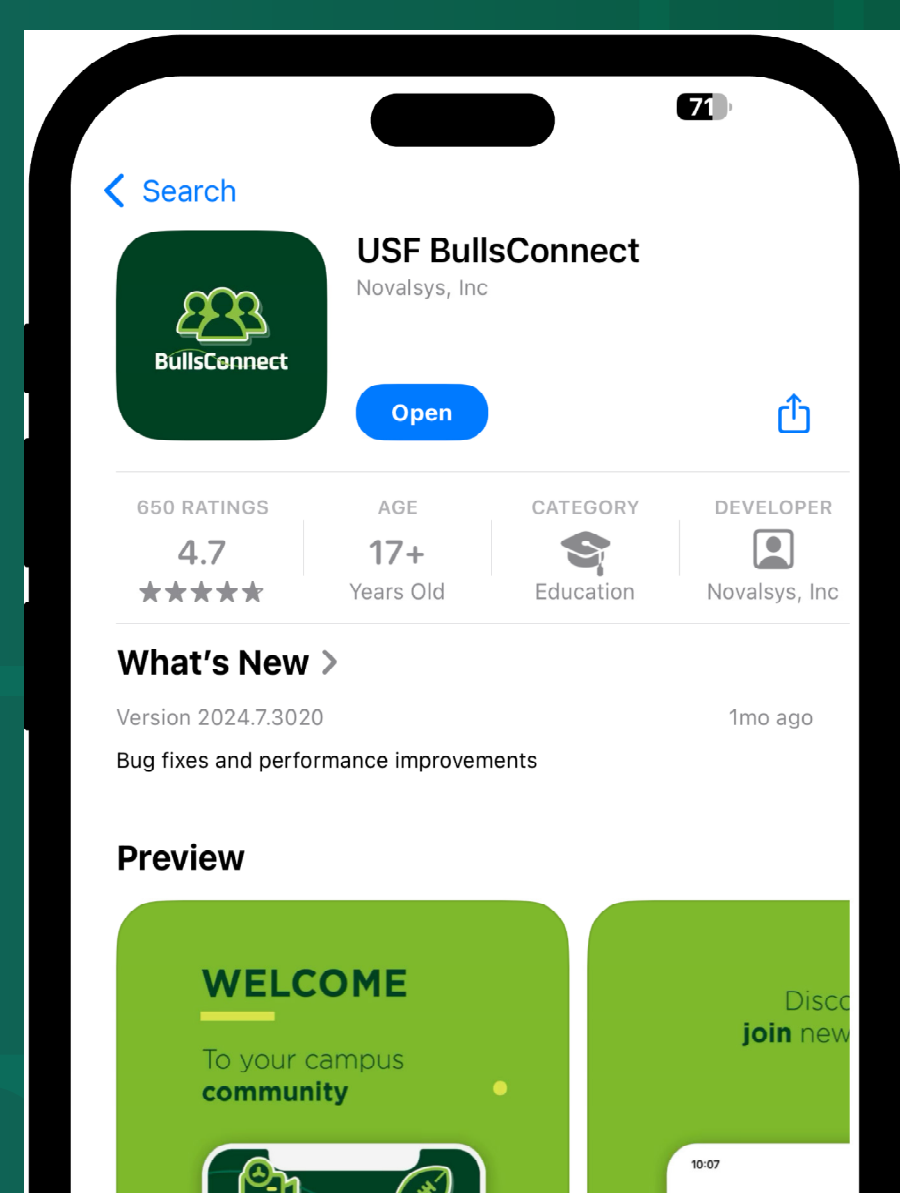 71
Search
USF BullsConnect
Novalsys, Inc
BullsConnect
Open
650 RATINGS
AGE
CATEGORY
DEVELOPER
4.7
17+
Years Old
Education
Novalsys, Inc
What's New
Version 2024.7.3020
1mo ago
Bug fixes and performance improvements
Preview
WELCOME
To your campus
community
join new
10:07